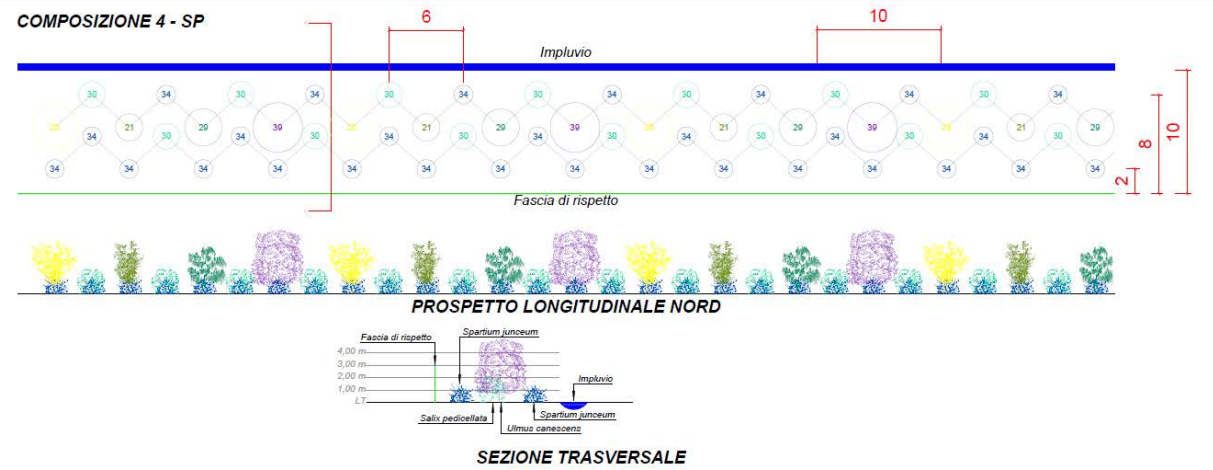 COMPOSIZIONE 4 - SP
6
10
Impluvio
30 34 30 34 30 34 30 34 30 34 30 34 30 34
21 29 39 21 29 39 21 29 39 21 29
34 30 34 30 34 30 34 30 34 30 34 30 34 30
34 34 34 34 34 34 34 34 34 34 34 34 34 34 34
2
8
10
Fascia di rispetto
PROSPETTO LONGITUDINALE NORD
Fascia di rispetto
Spartium junceum
4,00 m
3,00 m
2,00 m
1,00 m
LT
Impluvio
Salix pedicellata
Spartium junceum
Ulmus canescens
SEZIONE TRASVERSALE